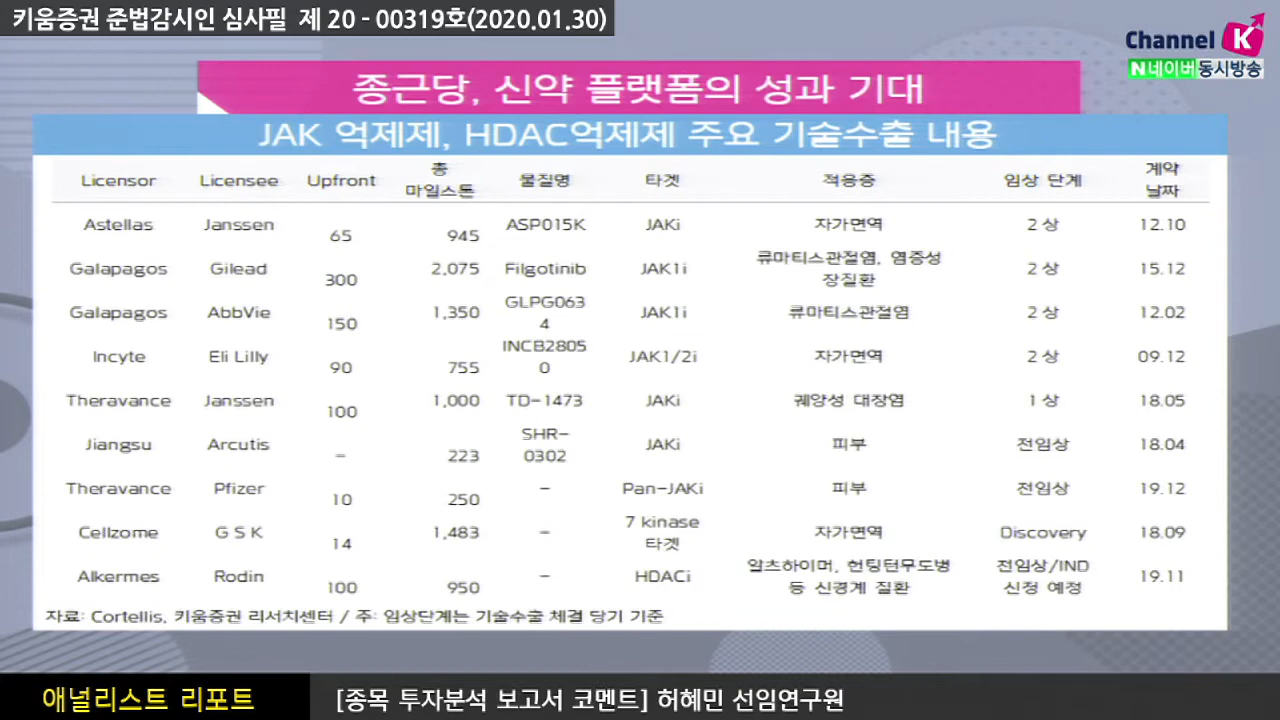 키움증권 준법감시인 심사필 제 20 - 00319호(2020.01.30)
Channel K
N 네이버 동시방송
종근당, 신약 플랫폼의 성과 기대
JAK 억제제, HDAC억제제 주요 기술수출 내용
Licensor Licensee Upfront 총 마일스톤 물질명 타겟 적응증 임상 단계 계약 날짜
Astellas Janssen 65 945 ASP015K JAKi 자가면역 2 상 12.10
Galapagos Gilead 300 2,075 Filgotinib JAK1i 류마티스관절염, 염증성 장질환 2 상 15.12
Galapagos AbbVie 150 1,350 GLPG0634 JAK1i 류마티스관절염 2 상 12.02
Incyte Eli Lilly 90 755 INCB28050 JAK1/2i 자가면역 2 상 09.12
Theravance Janssen 100 1,000 TD-1473 JAKi 궤양성 대장염 1 상 18.05
Jiangsu Arcutis - 223 SHR-0302 JAKi 피부 전임상 18.04
Theravance Pfizer 10 250 - Pan-JAKi 피부 전임상 19.12
Cellzome G S K 14 1,483 - 7 kinase 타겟 자가면역 Discovery 18.09
Alkermes Rodin 100 950 - HDACi 알츠하이머, 헌팅턴무도병 등 신경계 질환 전임상/IND 신청 예정 19.11
자료: Cortellis, 키움증권 리서치센터 / 주: 임상단계는 기술수출 체결 당기 기준
애널리스트 리포트
[종목 투자분석 보고서 코멘트] 허혜민 선임연구원